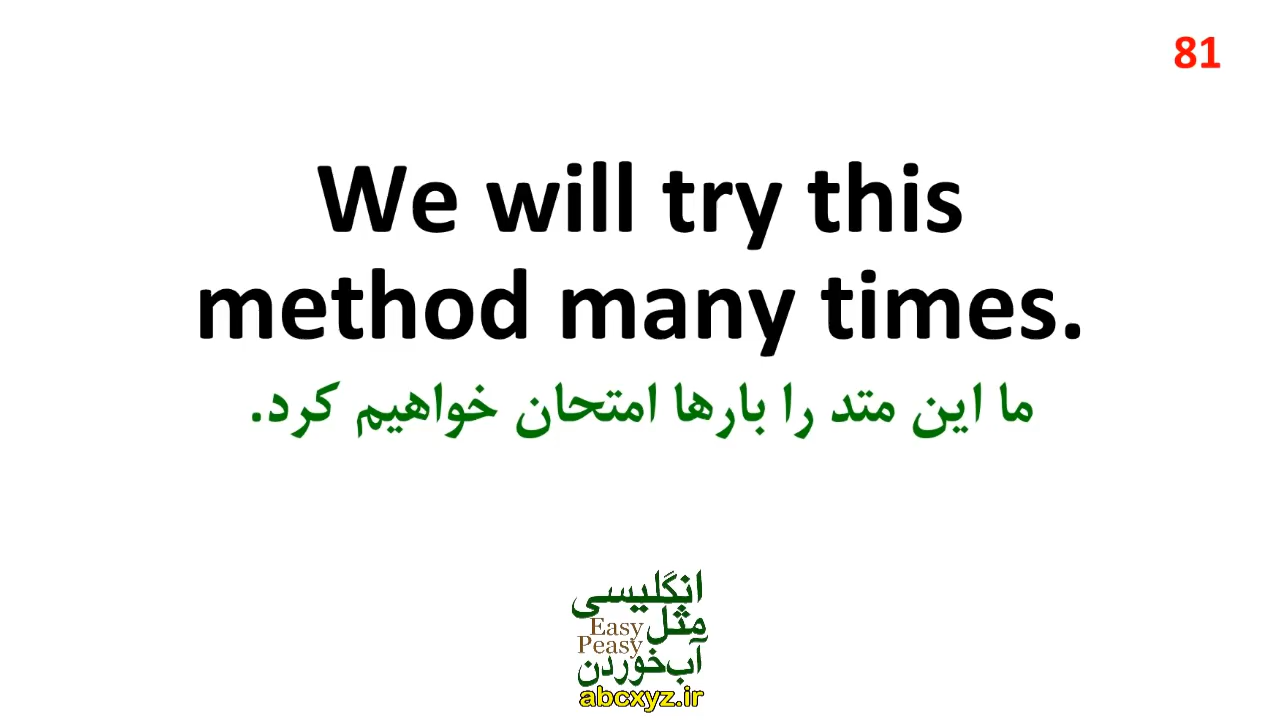 81
We will try this
method many times.
ما این متد را بارها امتحان خواهیم کرد.
انگلیسی
مثل
Easy
Peasy
آب‌خوردن
abcxyz.ir